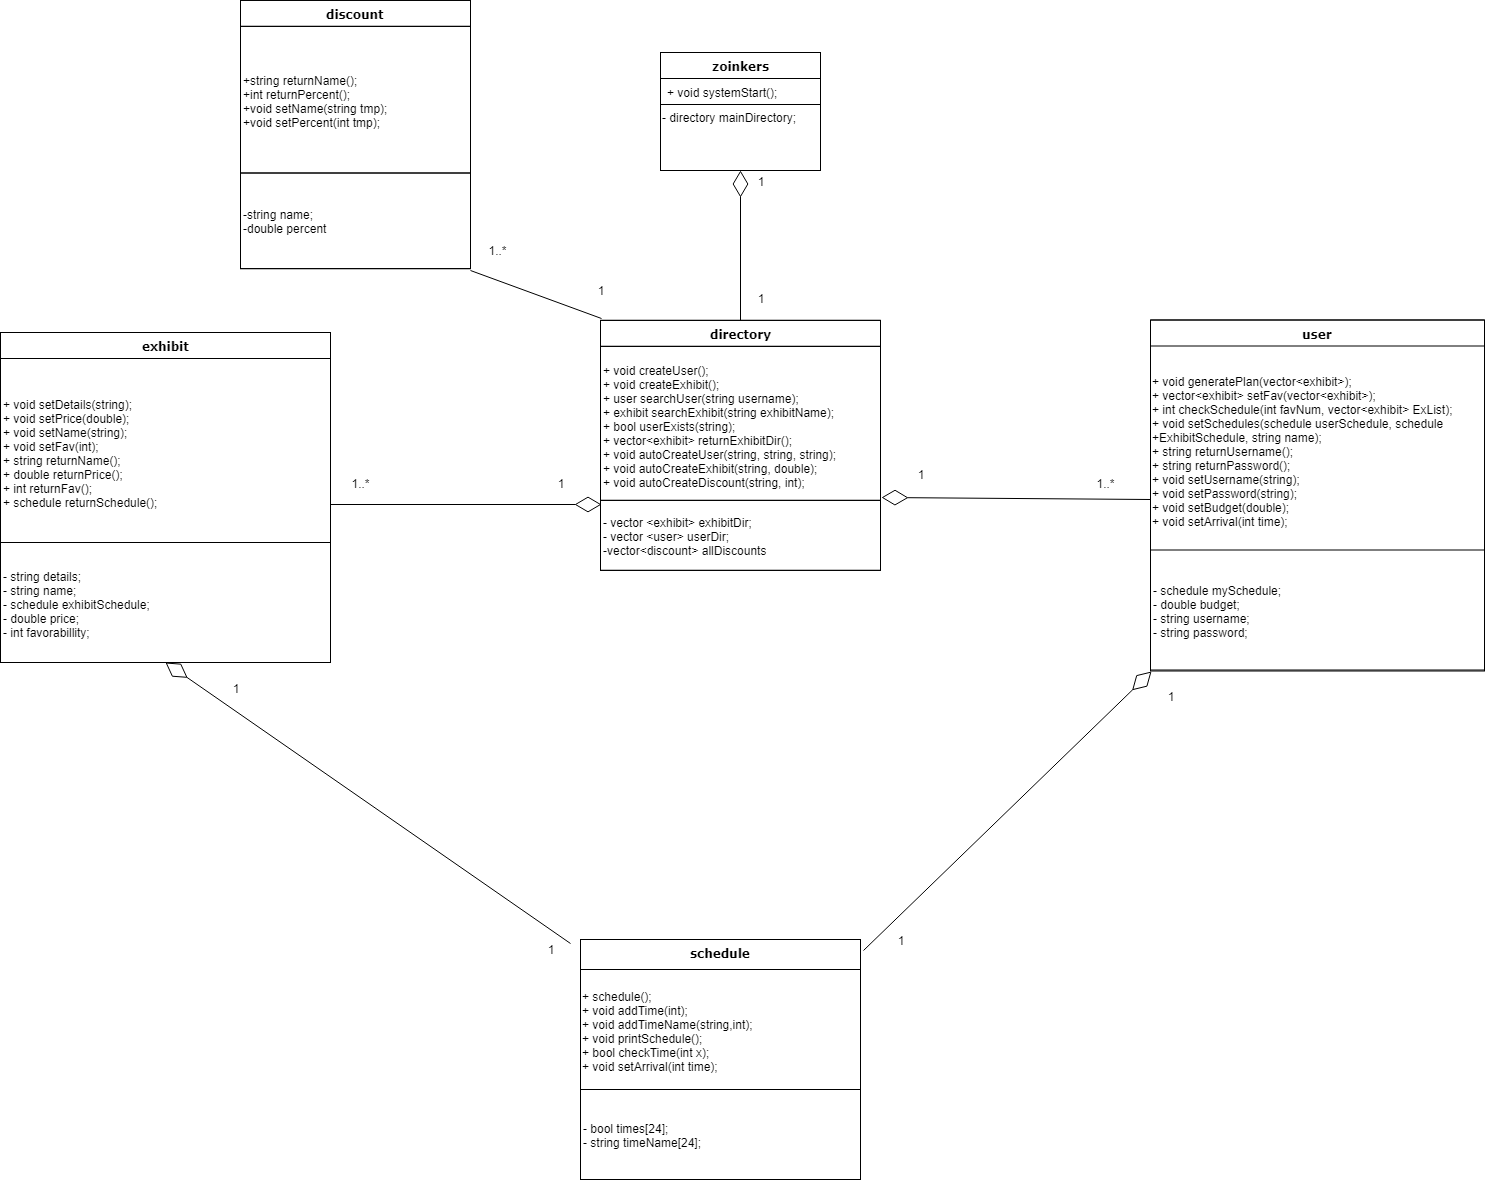 discount
+string returnName();
+int returnPercent();
+void setName(string tmp);
+void setPercent(int tmp);
-string name;
-double percent
zoinkers
+ void systemStart();
- directory mainDirectory;
1
1..*
1
1
directory
+ void createUser();
+ void createExhibit();
+ user searchUser(string username);
+ exhibit searchExhibit(string exhibitName);
+ bool userExists(string);
+ vector<exhibit> returnExhibitDir();
+ void autoCreateUser(string, string, string);
+ void autoCreateExhibit(string, double);
+ void autoCreateDiscount(string, int);
- vector <exhibit> exhibitDir;
- vector <user> userDir;
-vector<discount> allDiscounts
user
+ void generatePlan(vector<exhibit>);
+ vector<exhibit> setFav(vector<exhibit>);
+ int checkSchedule(int favNum, vector<exhibit> ExList);
+ void setSchedules(schedule userSchedule, schedule
+ExhibitSchedule, string name);
+ string returnUsername();
+ string returnPassword();
+ void setUsername(string);
+ void setPassword(string);
+ void setBudget(double);
+ void setArrival(int time);
- schedule mySchedule;
- double budget;
- string username;
- string password;
exhibit
+ void setDetails(string);
+ void setPrice(double);
+ void setName(string);
+ void setFav(int);
+ string returnName();
+ double returnPrice();
+ int returnFav();
+ schedule returnSchedule();
- string details;
- string name;
- schedule exhibitSchedule;
- double price;
- int favorabillity;
1..*
1
1
1..*
1
1
1
1
schedule
+ schedule();
+ void addTime(int);
+ void addTimeName(string,int);
+ void printSchedule();
+ bool checkTime(int x);
+ void setArrival(int time);
- bool times[24];
- string timeName[24];